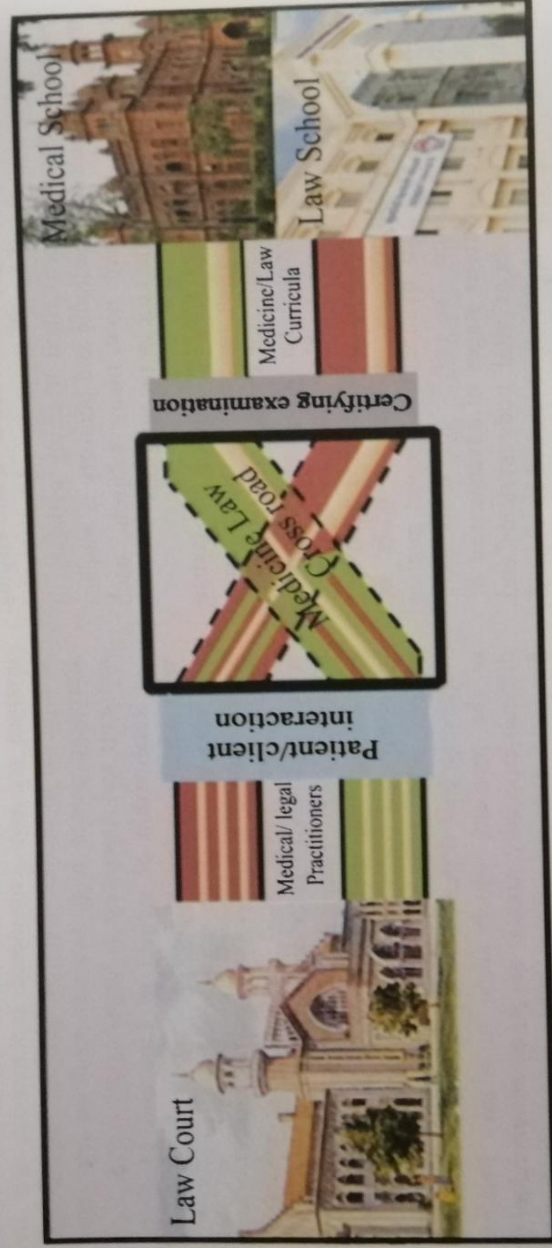 Medical School
Law School
Medicine/Law
Curricula
Certifying examination
Medicine Law
Cross road
Patient/client
interaction
Medical/ legal
Practitioners
Law Court